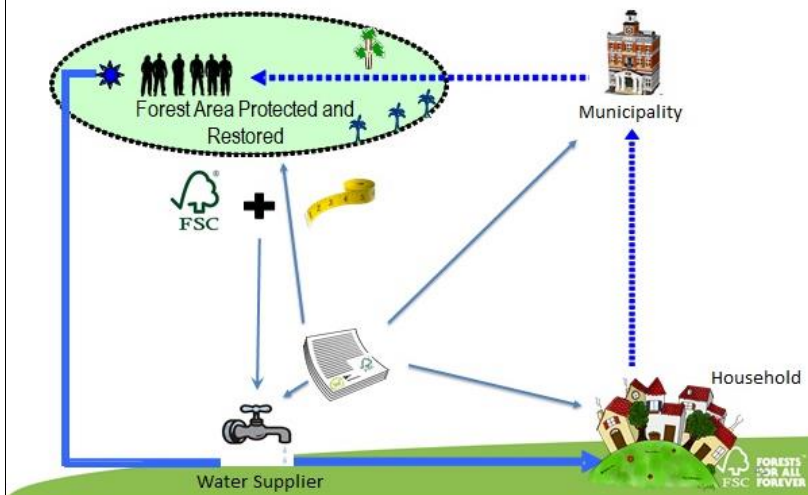 Forest Area Protected and
Restored
Municipality
FSC
Household
Water Supplier
FSC
FORESTS
FOR ALL
FOREVER